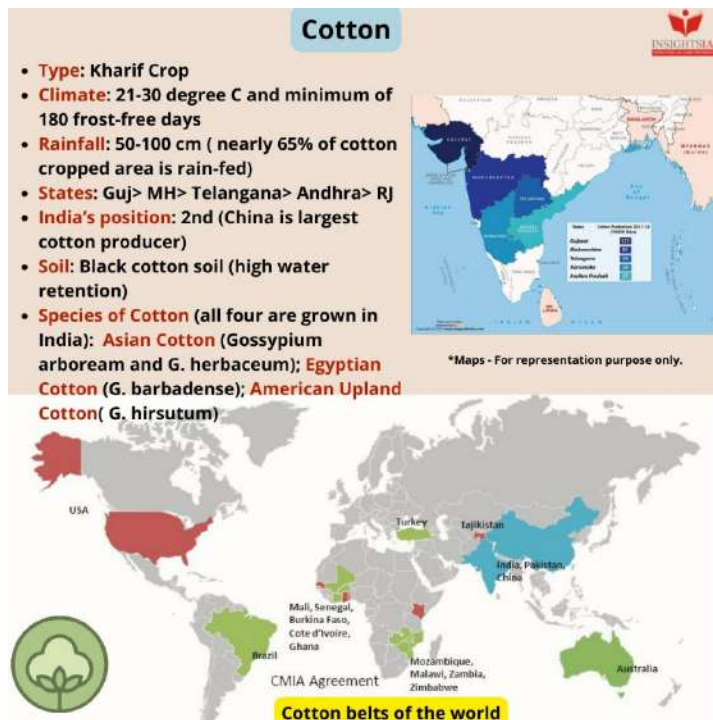 Cotton
INSIGHTSIA
• Type: Kharif Crop
• Climate: 21-30 degree C and minimum of
180 frost-free days
• Rainfall: 50-100 cm ( nearly 65% of cotton
cropped area is rain-fed)
• States: Guj> MH> Telangana> Andhra> RJ
• India's position: 2nd (China is largest
cotton producer)
• Soil: Black cotton soil (high water
retention)
• Species of Cotton (all four are grown in
India): Asian Cotton (Gossypium
arboream and G. herbaceum); Egyptian
Cotton (G. barbadense); American Upland
Cotton( G. hirsutum)
Gujarat
Maharashtra
Telangana
Karnataka
Andhra Pradesh
*Maps - For representation purpose only.
USA
Turkey
Tajikistan
India, Pakistan,
China
Mali, Senegal,
Burkina Faso,
Cote d'Ivoire,
Ghana
Brazil
CMIA Agreement
Mozambique,
Malawi, Zambia,
Zimbabwe
Australia
Cotton belts of the world